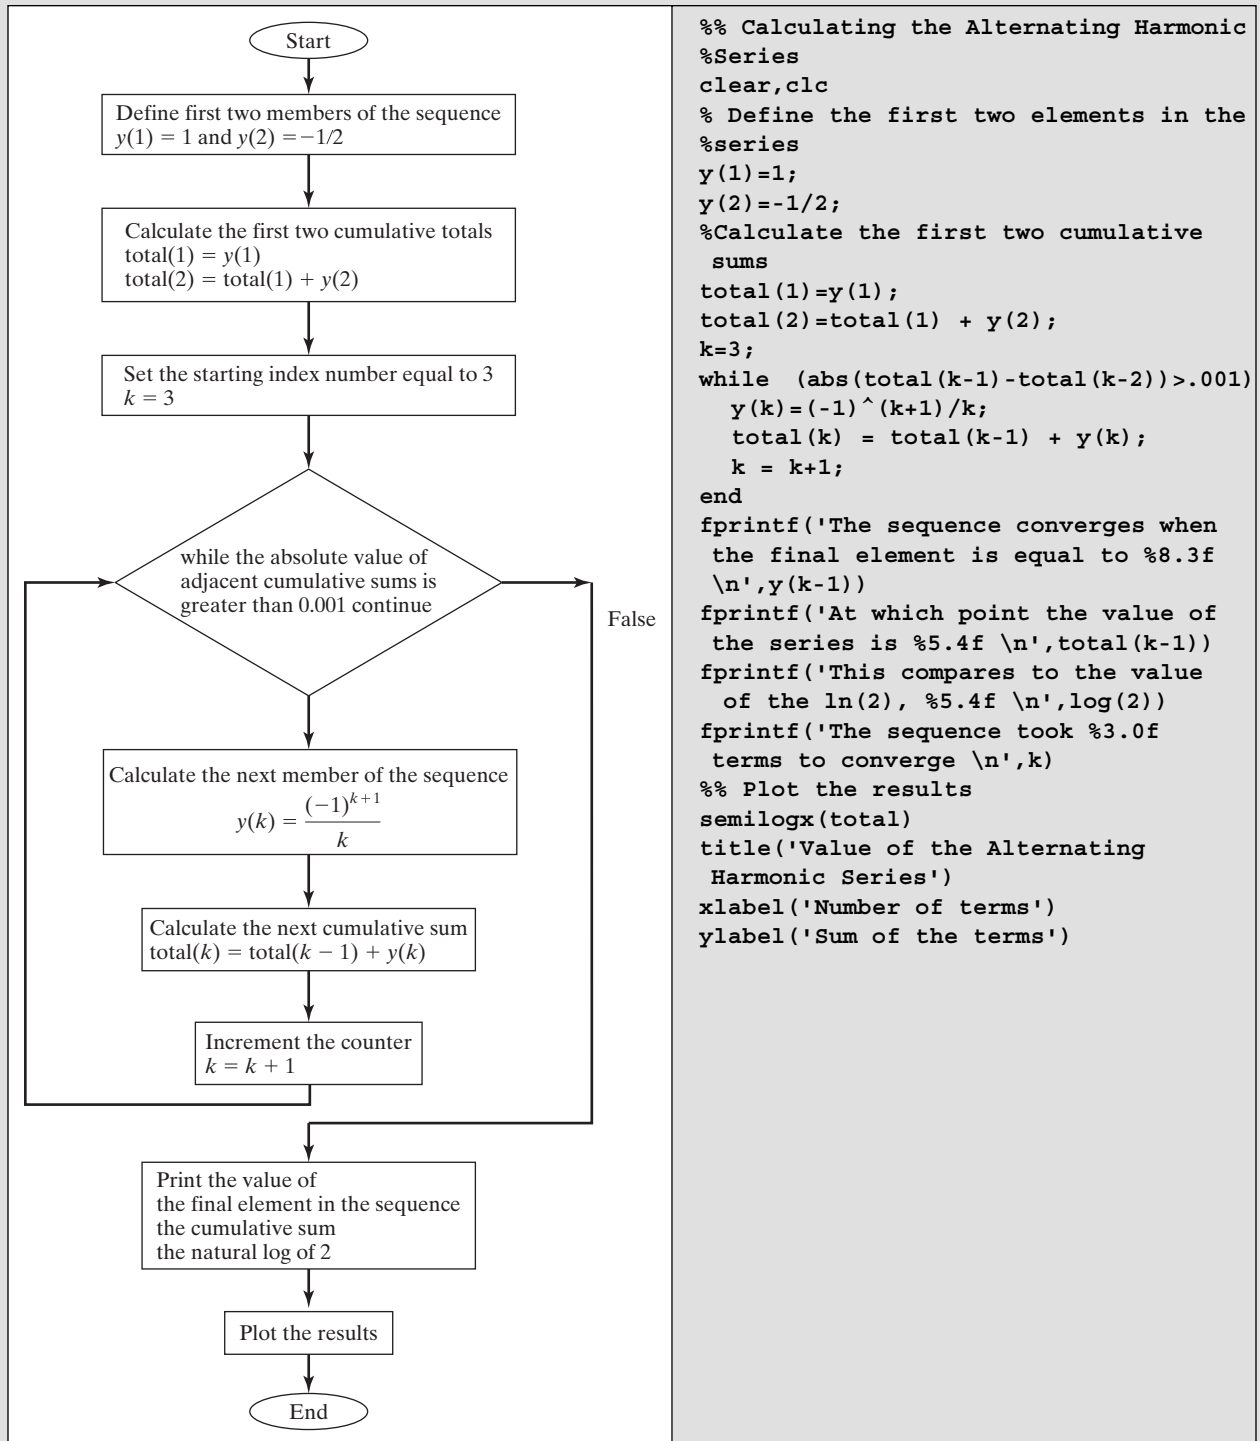 Start
Define first two members of the sequence
y(1) = 1 and y(2) = −1/2
Calculate the first two cumulative totals
total(1) = y(1)
total(2) = total(1) + y(2)
Set the starting index number equal to 3
k = 3
while the absolute value of
adjacent cumulative sums is
greater than 0.001 continue
False
Calculate the next member of the sequence
y(k) = (−1)^{k+1} / k
Calculate the next cumulative sum
total(k) = total(k − 1) + y(k)
Increment the counter
k = k + 1
Print the value of
the final element in the sequence
the cumulative sum
the natural log of 2
Plot the results
End
%% Calculating the Alternating Harmonic
%Series
clear,clc
% Define the first two elements in the
%series
y(1)=1;
y(2)=-1/2;
%Calculate the first two cumulative
sums
total(1)=y(1);
total(2)=total(1) + y(2);
k=3;
while (abs(total(k-1)-total(k-2))>.001)
y(k)=(-1)^(k+1)/k;
total(k) = total(k-1) + y(k);
k = k+1;
end
fprintf('The sequence converges when
the final element is equal to %8.3f
\n',y(k-1))
fprintf('At which point the value of
the series is %5.4f \n',total(k-1))
fprintf('This compares to the value
of the ln(2), %5.4f \n',log(2))
fprintf('The sequence took %3.0f
terms to converge \n',k)
%% Plot the results
semilogx(total)
title('Value of the Alternating
Harmonic Series')
xlabel('Number of terms')
ylabel('Sum of the terms')